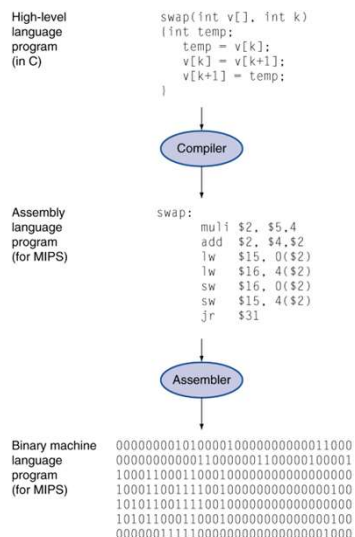 High-level
language
program
(in C)
swap(int v[], int k)
{int temp;
temp = v[k];
v[k] = v[k+1];
v[k+1] = temp;
}
Compiler
Assembly
language
program
(for MIPS)
swap:
muli $2, $5,4
add $2, $4,$2
lw $15, 0($2)
lw $16, 4($2)
sw $16, 0($2)
sw $15, 4($2)
jr $31
Assembler
Binary machine
language
program
(for MIPS)
00000000101000010000000000011000
00000000000110000001100000100001
10001100011000100000000000000000
10001100111100100000000000000100
10101100111100100000000000000000
10101100011000100000000000000100
00000011111000000000000000001000